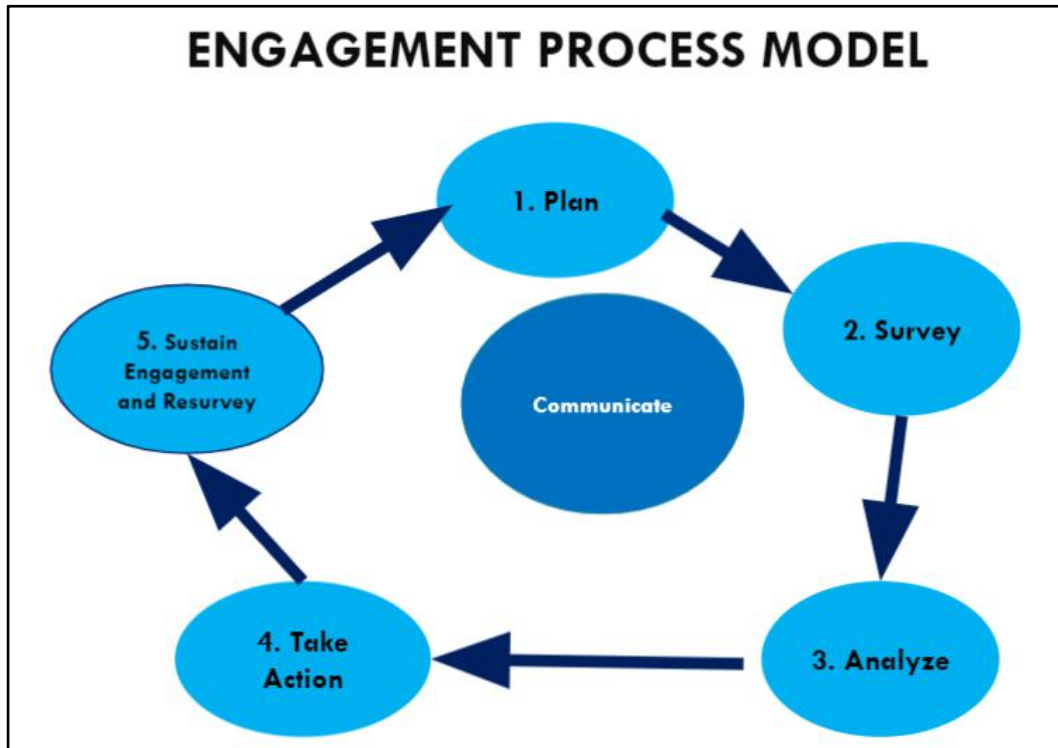 ENGAGEMENT PROCESS MODEL
1. Plan
2. Survey
3. Analyze
4. Take
Action
5. Sustain
Engagement
and Resurvey
Communicate